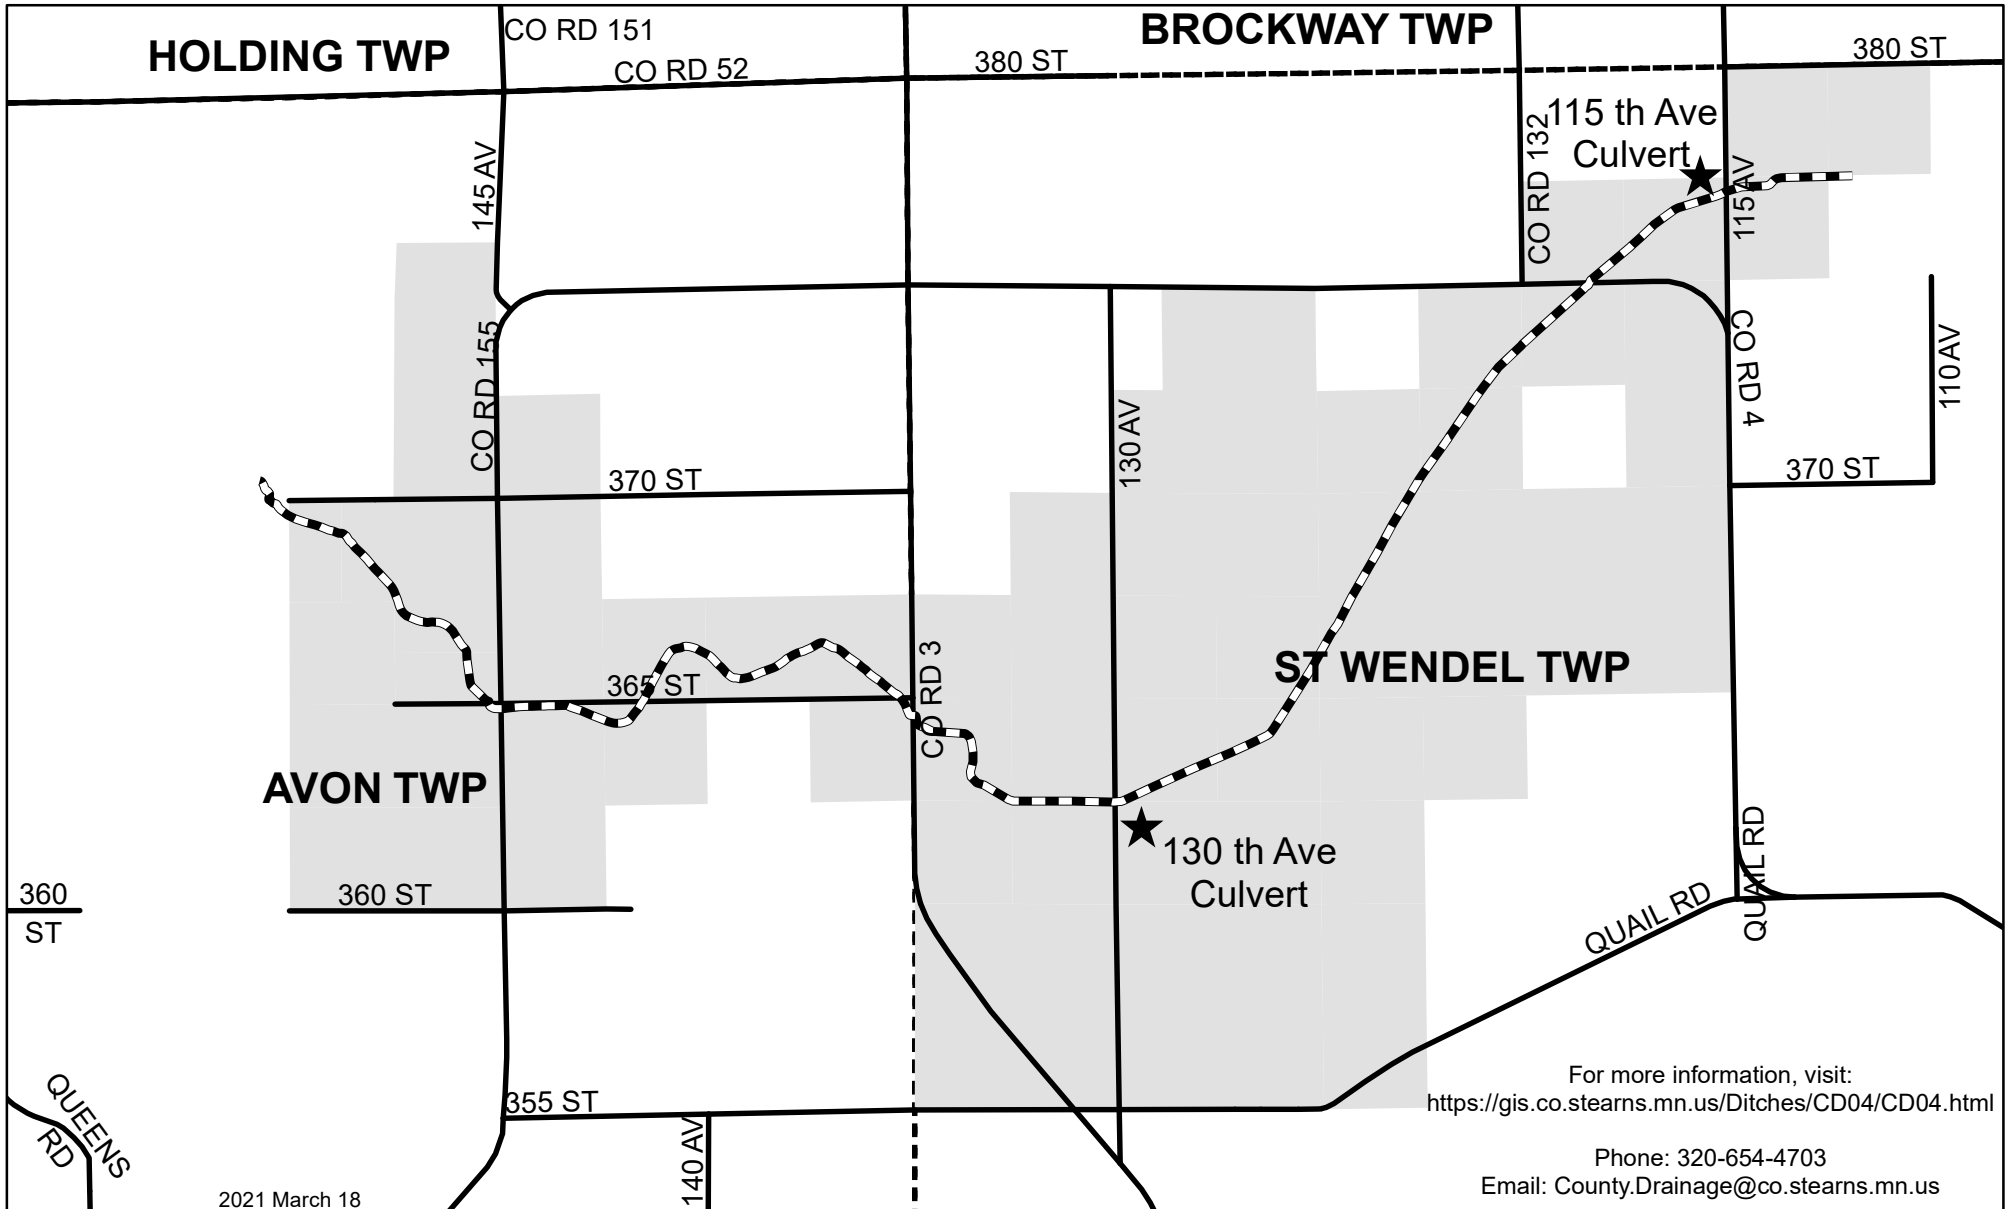 HOLDING TWP
CO RD 151
CO RD 52
380 ST
BROCKWAY TWP
380 ST
115 th Ave
Culvert
CO RD 132
115 AV
145 AV
CO RD 155
CO RD 4
110 AV
130 AV
370 ST
370 ST
365 ST
CO RD 3
ST WENDEL TWP
AVON TWP
130 th Ave
Culvert
360
ST
360 ST
QUAIL RD
QUAIL RD
355 ST
140 AV
QUEENS
RD
For more information, visit:
https://gis.co.stearns.mn.us/Ditches/CD04/CD04.html
Phone: 320-654-4703
Email: County.Drainage@co.stearns.mn.us
2021 March 18